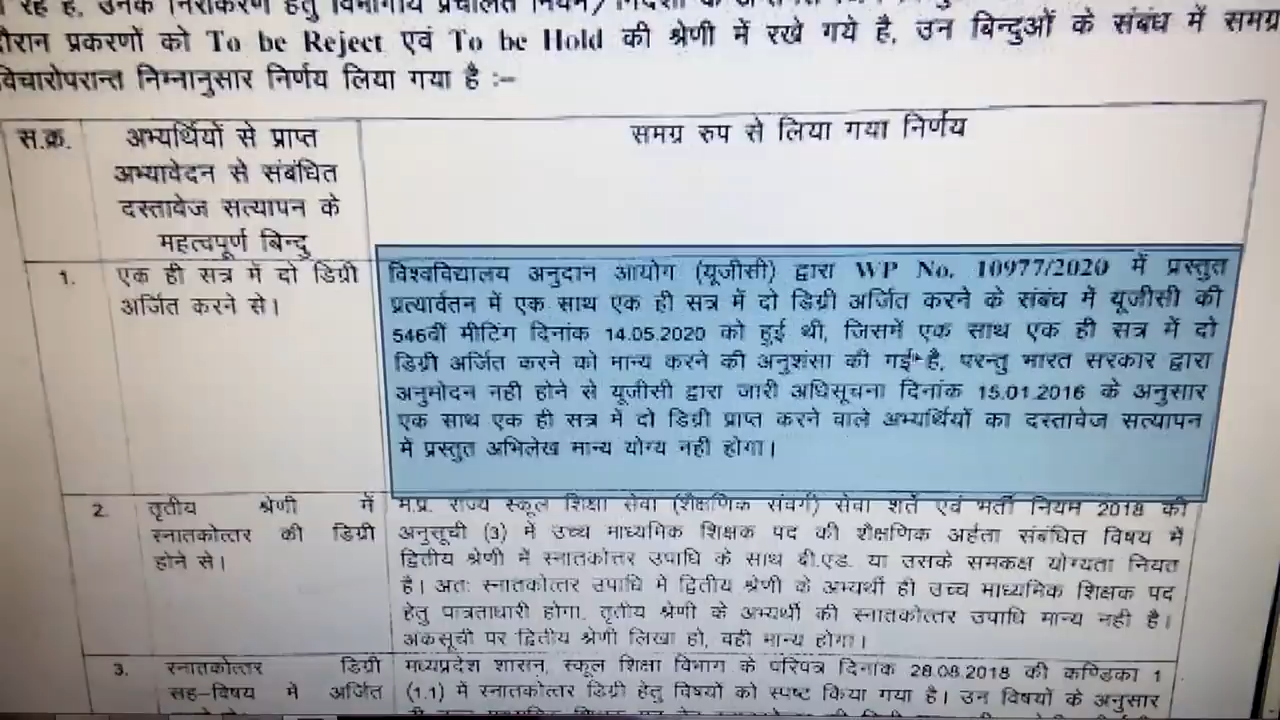 रहे है, उनके निराकरण हेतु विभागीय प्रचलित नियम/निर्देशों के
दौरान प्रकरणों को To be Reject एवं To be Hold की श्रेणी में रखे गये है, उन बिन्दुओं के संबंध में समग्र
विचारोपरान्त निम्नानुसार निर्णय लिया गया है :–
स.क्र.
अभ्यर्थियों से प्राप्त
अभ्यावेदन से संबंधित
दस्तावेज सत्यापन के
महत्वपूर्ण बिन्दु
समग्र रुप से लिया गया निर्णय
1.
एक ही सत्र में दो डिग्री
अर्जित करने से।
विश्वविद्यालय अनुदान आयोग (यूजीसी) द्वारा WP No. 10977/2020 में प्रस्तुत
प्रत्यावर्तन में एक साथ एक ही सत्र में दो डिग्री अर्जित करने के संबंध में यूजीसी की
546वीं मीटिंग दिनांक 14.05.2020 को हुई थी, जिसमें एक साथ एक ही सत्र में दो
डिग्री अर्जित करने को मान्य करने की अनुशंसा की गई है, परन्तु भारत सरकार द्वारा
अनुमोदन नही होने से यूजीसी द्वारा जारी अधिसूचना दिनांक 15.01.2016 के अनुसार
एक साथ एक ही सत्र में दो डिग्री प्राप्त करने वाले अभ्यर्थियों का दस्तावेज सत्यापन
में प्रस्तुत अभिलेख मान्य योग्य नही होगा।
2.
तृतीय श्रेणी में
स्नातकोत्तर की डिग्री
होने से।
म.प्र. राज्य स्कूल शिक्षा सेवा (शैक्षणिक संवर्ग) सेवा शर्ते एवं भर्ती नियम 2018 की
अनुसूची (3) में उच्च माध्यमिक शिक्षक पद की शैक्षणिक अर्हता संबंधित विषय में
द्वितीय श्रेणी में स्नातकोत्तर उपाधि के साथ बी.एड. या उसके समकक्ष योग्यता नियत
है। अतः स्नातकोत्तर उपाधि में द्वितीय श्रेणी के अभ्यर्थी ही उच्च माध्यमिक शिक्षक पद
हेतु पात्रताधारी होगा. तृतीय श्रेणी के अभ्यर्थी की स्नातकोत्तर उपाधि मान्य नही है।
अंकसूची पर द्वितीय श्रेणी लिखा हो, वही मान्य होगा।
3.
स्नातकोत्तर डिग्री
सह–विषय में अर्जित
मध्यप्रदेश शासन, स्कूल शिक्षा विभाग के परिपत्र दिनांक 28.08.2018 की कण्डिका 1
(1.1) में स्नातकोत्तर डिग्री हेतु विषयों को स्पष्ट किया गया है। उन विषयों के अनुसार